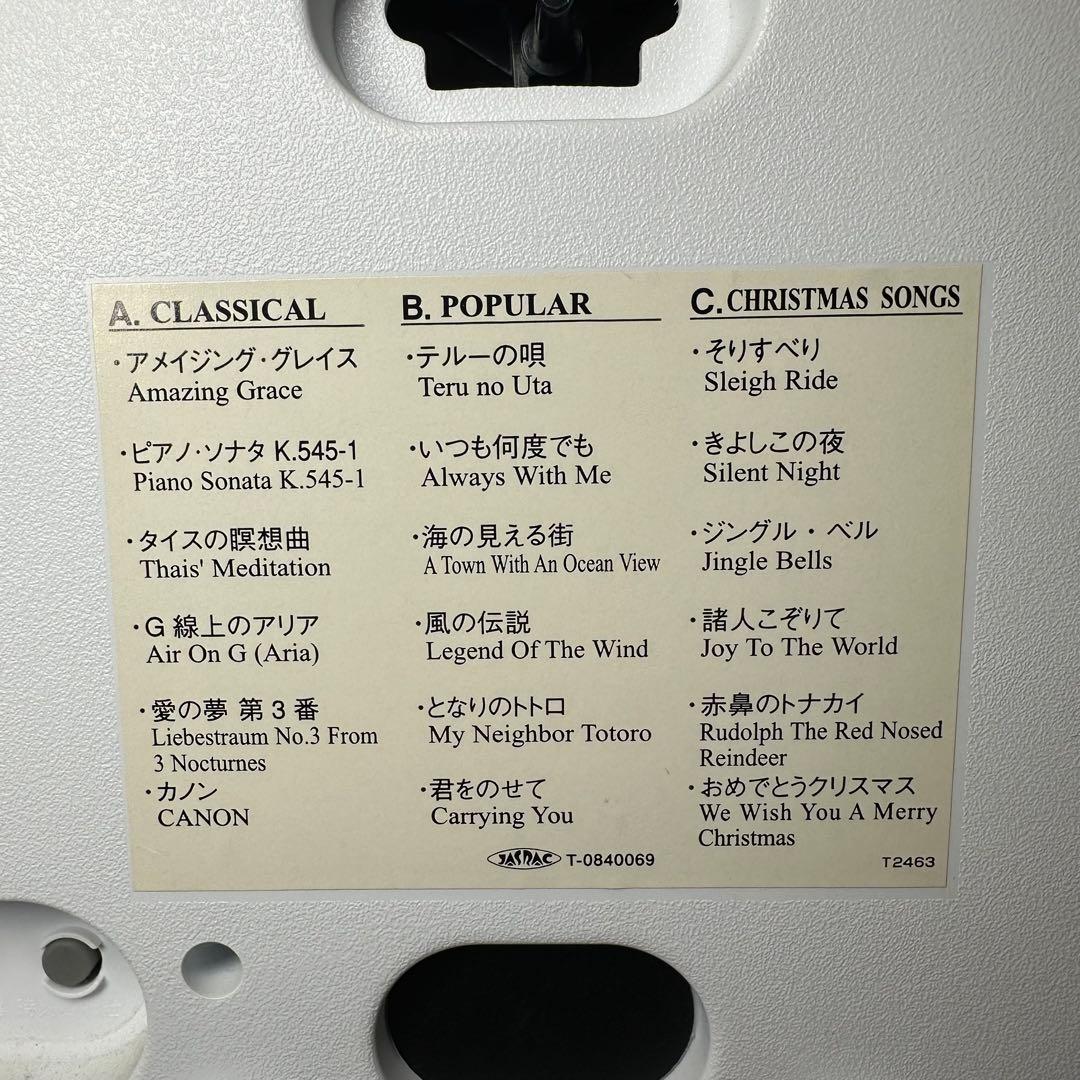 A. CLASSICAL
・アメイジング・グレイス
Amazing Grace
・ピアノ・ソナタ K.545-1
Piano Sonata K.545-1
・タイスの瞑想曲
Thais' Meditation
・G 線上のアリア
Air On G (Aria)
・愛の夢 第3番
Liebestraum No.3 From
3 Nocturnes
・カノン
CANON
B. POPULAR
・テルーの唄
Teru no Uta
・いつも何度でも
Always With Me
・海の見える街
A Town With An Ocean View
・風の伝説
Legend Of The Wind
・となりのトトロ
My Neighbor Totoro
・君をのせて
Carrying You
C. CHRISTMAS SONGS
・そりすべり
Sleigh Ride
・きよしこの夜
Silent Night
・ジングル・ベル
Jingle Bells
・諸人こぞりて
Joy To The World
・赤鼻のトナカイ
Rudolph The Red Nosed
Reindeer
・おめでとうクリスマス
We Wish You A Merry
Christmas
JASRAC T-0840069
T2463